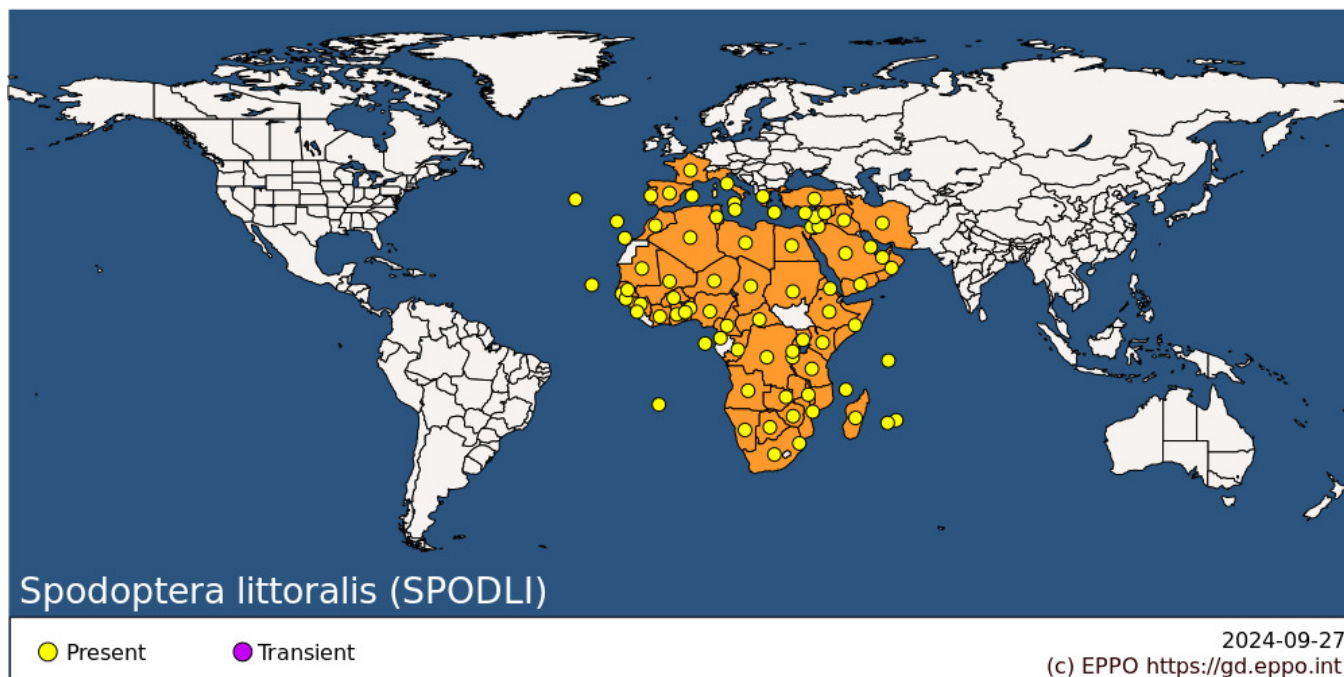 Spodoptera littoralis (SPODLI)
Present
Transient
2024-09-27
(c) EPPO https://gd.eppo.int